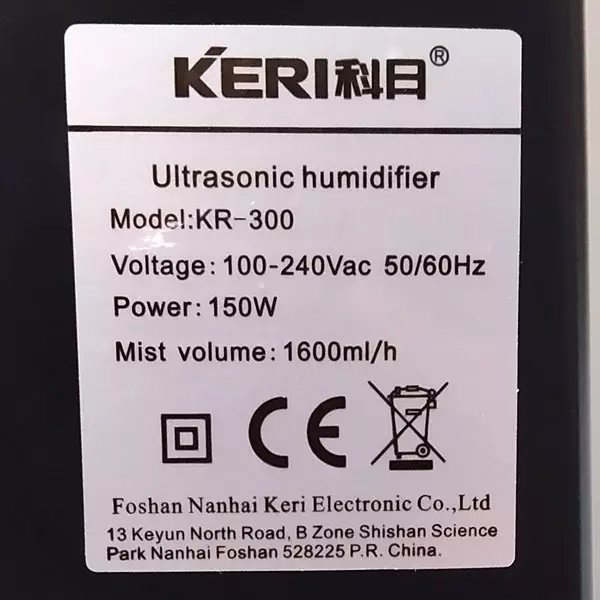 KERI科日®
Ultrasonic humidifier
Model:KR-300
Voltage: 100-240Vac 50/60Hz
Power: 150W
Mist volume: 1600ml/h
CE
Foshan Nanhai Keri Electronic Co.,Ltd
13 Keyun North Road, B Zone Shishan Science
Park Nanhai Foshan 528225 P.R. China.